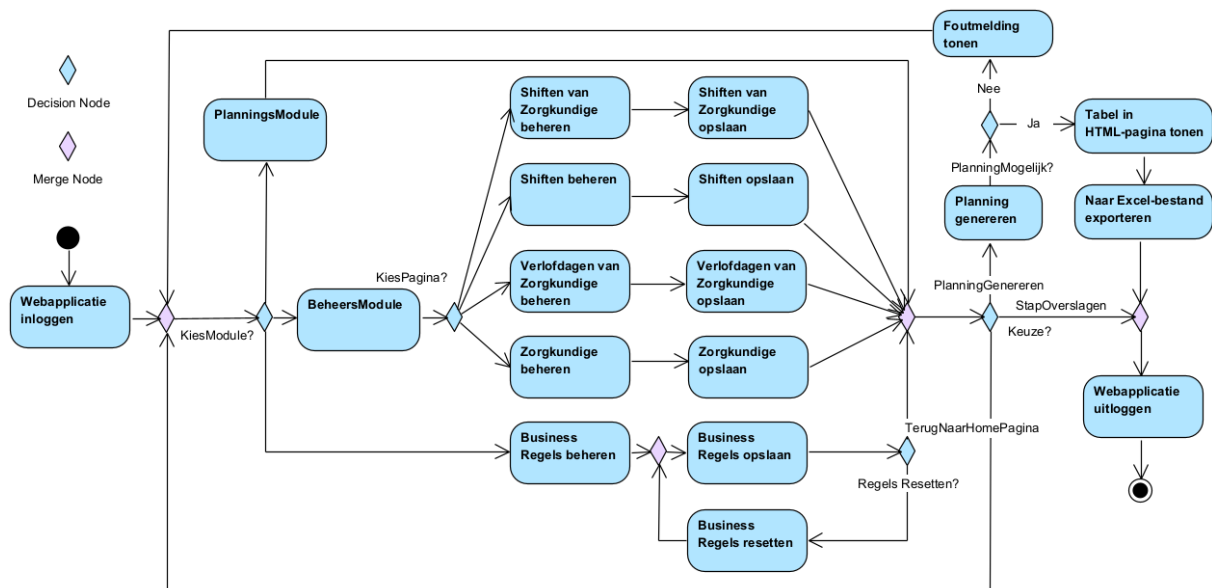 Foutmelding
tonen
Decision Node
Merge Node
PlanningsModule
Shiften van
Zorgkundige
beheren
Shiften van
Zorgkundige
opslaan
Nee
Ja
Tabel in
HTML-pagina tonen
PlanningMogelijk?
Shiften beheren
Shiften opslaan
Planning
genereren
Naar Excel-bestand
exporteren
Webapplicatie
inloggen
KiesModule?
BeheersModule
KiesPagina?
Verlofdagen van
Zorgkundige
beheren
Verlofdagen van
Zorgkundige
opslaan
PlanningGenereren
StapOverslagen
Keuze?
Zorgkundige
beheren
Zorgkundige
opslaan
Webapplicatie
uitloggen
Business
Regels beheren
Business
Regels opslaan
TerugNaarHomePagina
Regels Resetten?
Business
Regels resetten